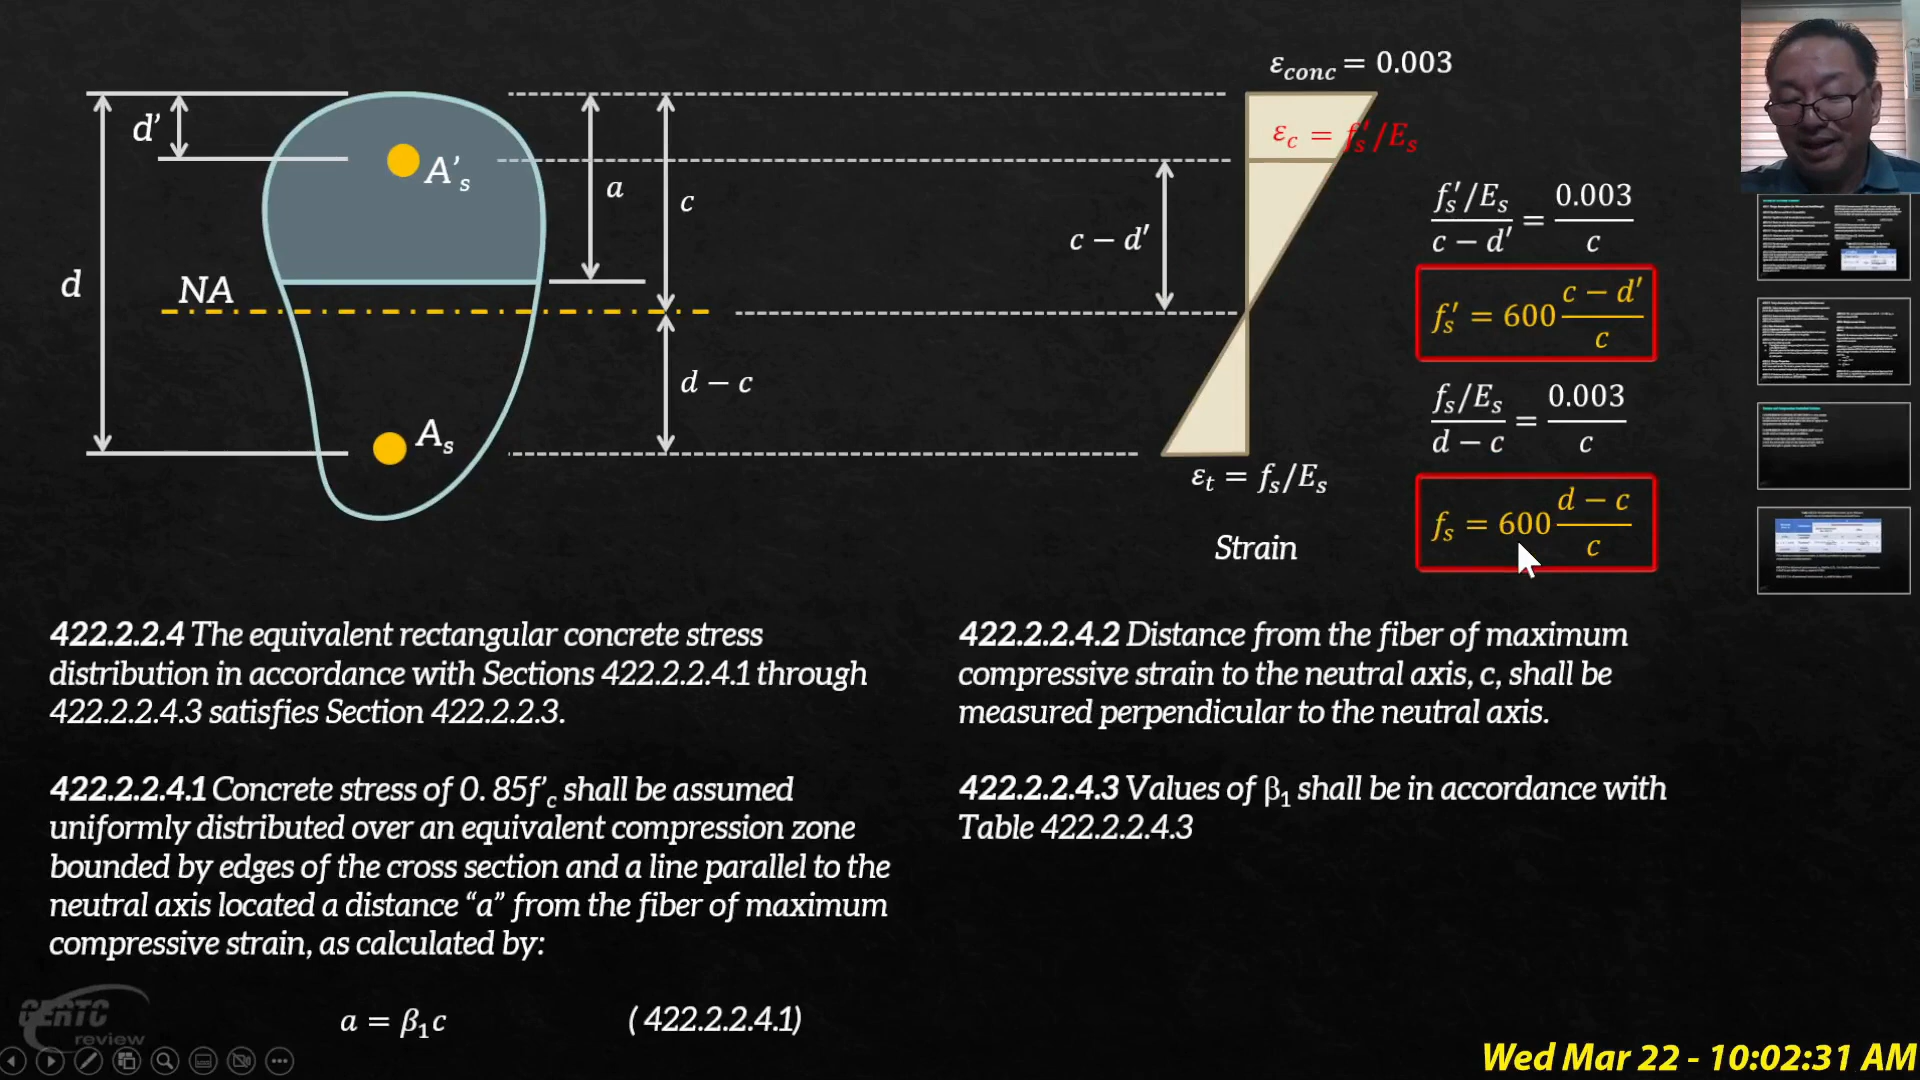 ε_conc = 0.003
d'
A's
ε_c = f_s'/E_s
a
c
c − d'
f_s'/E_s / c − d' = 0.003 / c
d
NA
f_s' = 600 c − d' / c
d − c
f_s/E_s / d − c = 0.003 / c
A_s
ε_t = f_s/E_s
f_s = 600 d − c / c
Strain
422.2.2.4 The equivalent rectangular concrete stress
distribution in accordance with Sections 422.2.2.4.1 through
422.2.2.4.3 satisfies Section 422.2.2.3.
422.2.2.4.1 Concrete stress of 0. 85f'c shall be assumed
uniformly distributed over an equivalent compression zone
bounded by edges of the cross section and a line parallel to the
neutral axis located a distance “a” from the fiber of maximum
compressive strain, as calculated by:
a = β₁c ( 422.2.2.4.1)
422.2.2.4.2 Distance from the fiber of maximum
compressive strain to the neutral axis, c, shall be
measured perpendicular to the neutral axis.
422.2.2.4.3 Values of β₁ shall be in accordance with
Table 422.2.2.4.3
CERTC
review
Wed Mar 22 - 10:02:31 AM